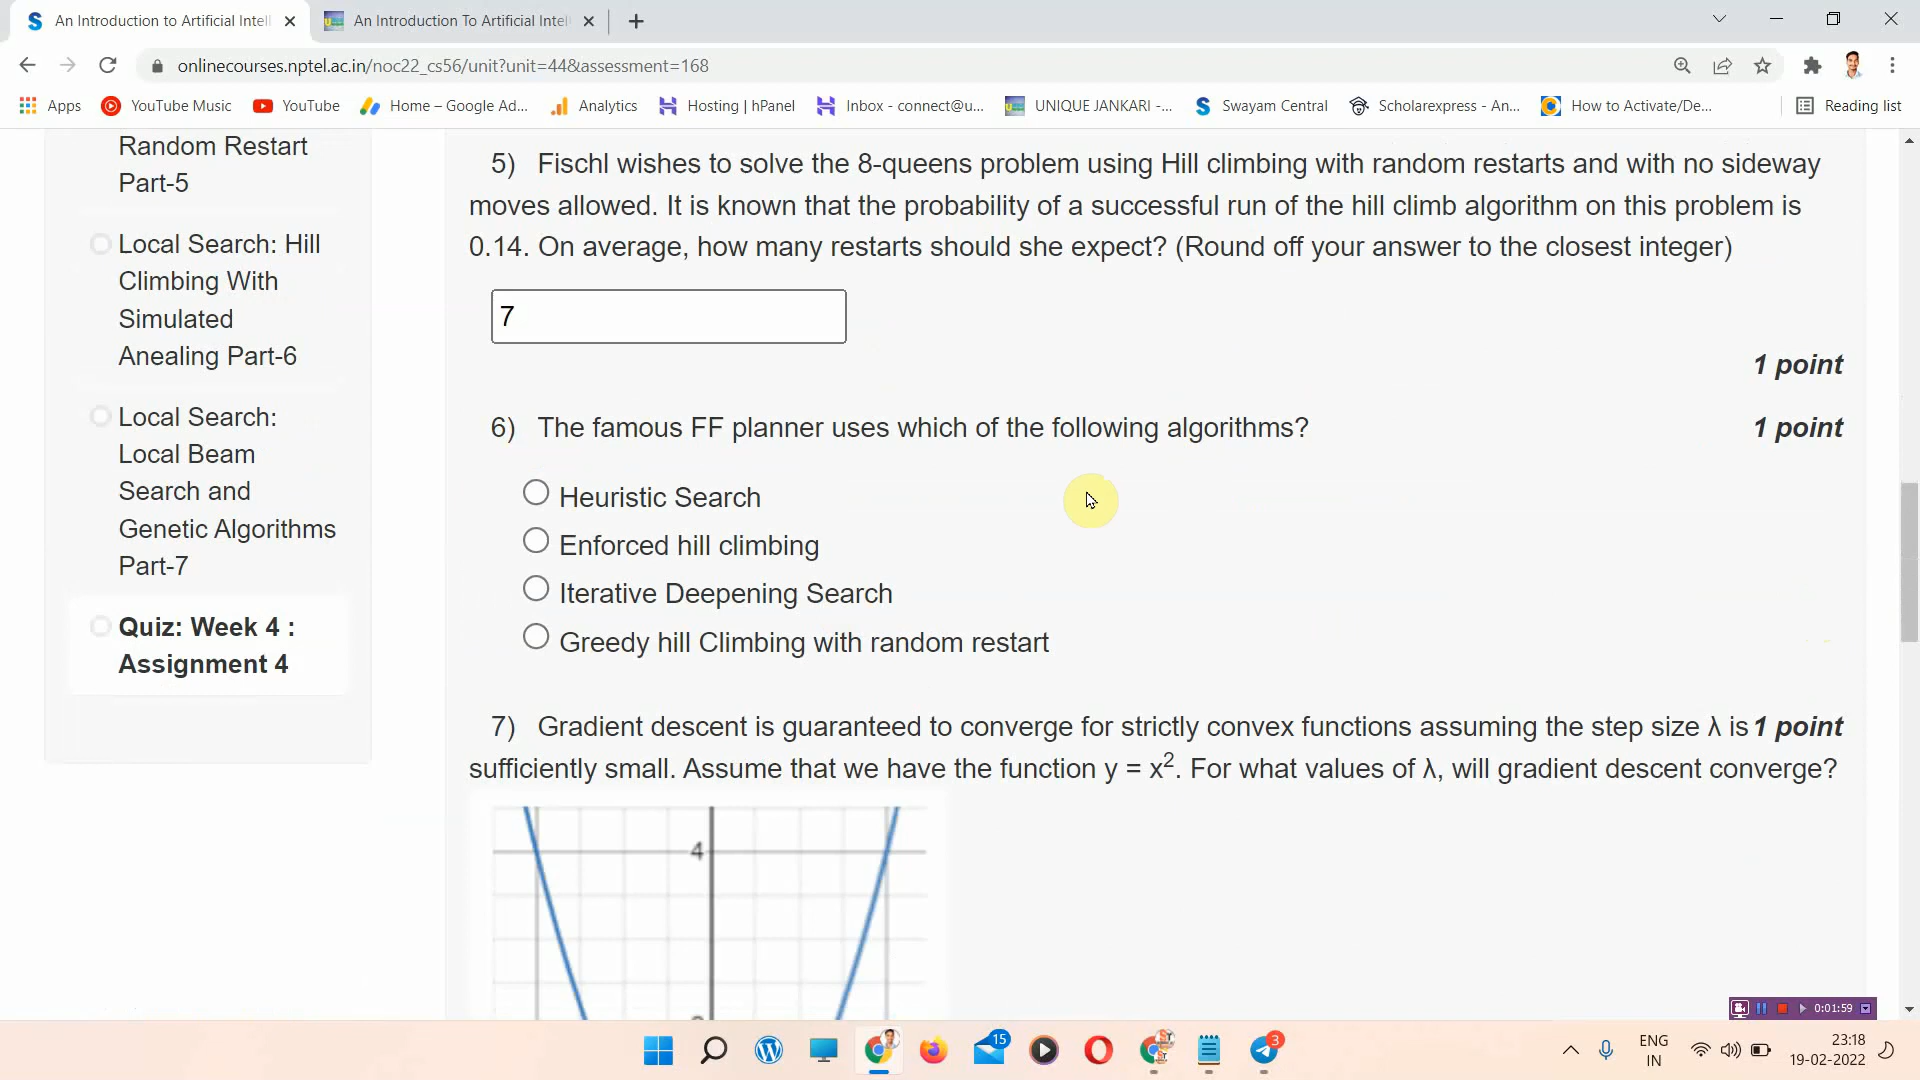 An Introduction to Artificial Intell
An Introduction To Artificial Intel
onlinecourses.nptel.ac.in/noc22_cs56/unit?unit=44&assessment=168
Apps
YouTube Music
YouTube
Home – Google Ad...
Analytics
Hosting | hPanel
Inbox - connect@u...
UNIQUE JANKARI -...
Swayam Central
Scholarexpress - An...
How to Activate/De...
Reading list
Random Restart
Part-5
Local Search: Hill
Climbing With
Simulated
Anealing Part-6
Local Search:
Local Beam
Search and
Genetic Algorithms
Part-7
Quiz: Week 4 :
Assignment 4
5) Fischl wishes to solve the 8-queens problem using Hill climbing with random restarts and with no sideway
moves allowed. It is known that the probability of a successful run of the hill climb algorithm on this problem is
0.14. On average, how many restarts should she expect? (Round off your answer to the closest integer)
7
1 point
6) The famous FF planner uses which of the following algorithms? 1 point
Heuristic Search
Enforced hill climbing
Iterative Deepening Search
Greedy hill Climbing with random restart
7) Gradient descent is guaranteed to converge for strictly convex functions assuming the step size λ is 1 point
sufficiently small. Assume that we have the function y = x². For what values of λ, will gradient descent converge?
4
0:01:59
15
3
ENG
IN
23:18
19-02-2022